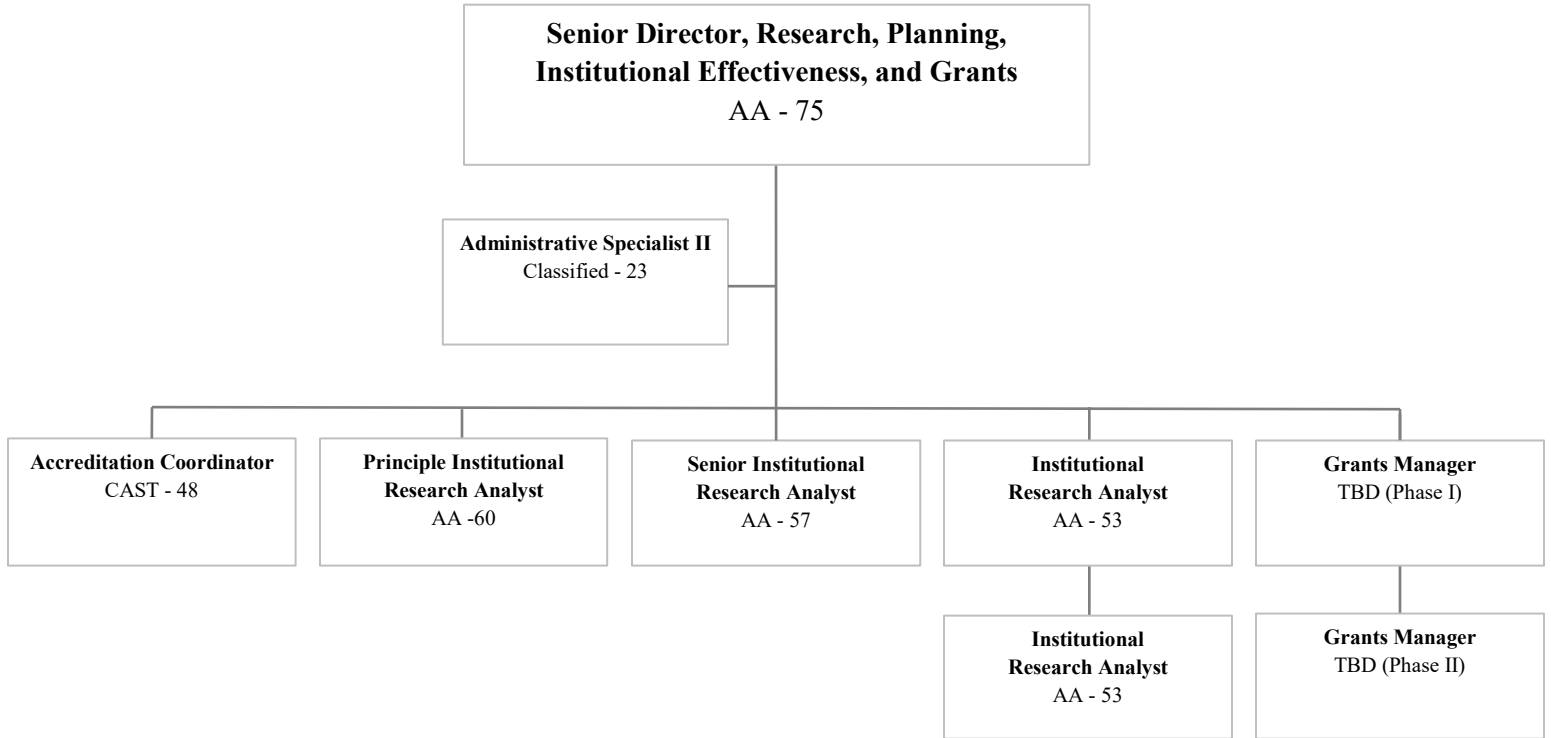 Senior Director, Research, Planning,
Institutional Effectiveness, and Grants
AA - 75
Administrative Specialist II
Classified - 23
Accreditation Coordinator
CAST - 48
Principle Institutional
Research Analyst
AA -60
Senior Institutional
Research Analyst
AA - 57
Institutional
Research Analyst
AA - 53
Grants Manager
TBD (Phase I)
Institutional
Research Analyst
AA - 53
Grants Manager
TBD (Phase II)